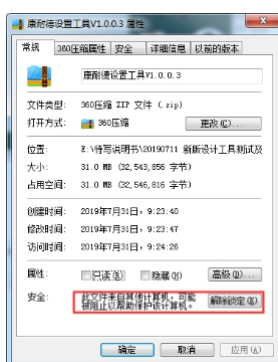 康耐德设置工具V1.0.0.3 属性
常规 360压缩属性 安全 详细信息 以前的版本
康耐德设置工具V1.0.0.3
文件类型: 360压缩 ZIP 文件 (.zip)
打开方式: 360压缩 更改(C)...
位置: E:\待写说明书\20190711 新版设计工具测试及
大小: 31.0 MB (32,543,856 字节)
占用空间: 31.0 MB (32,546,816 字节)
创建时间: 2019年7月31日，9:23:40
修改时间: 2019年7月31日，9:23:47
访问时间: 2019年7月31日，9:24:26
属性: 只读(R) 隐藏(H) 高级(D)...
安全: 此文件来自其他计算机，可能被阻止以帮助保护该计算机。 解除锁定(K)
确定 取消 应用(A)